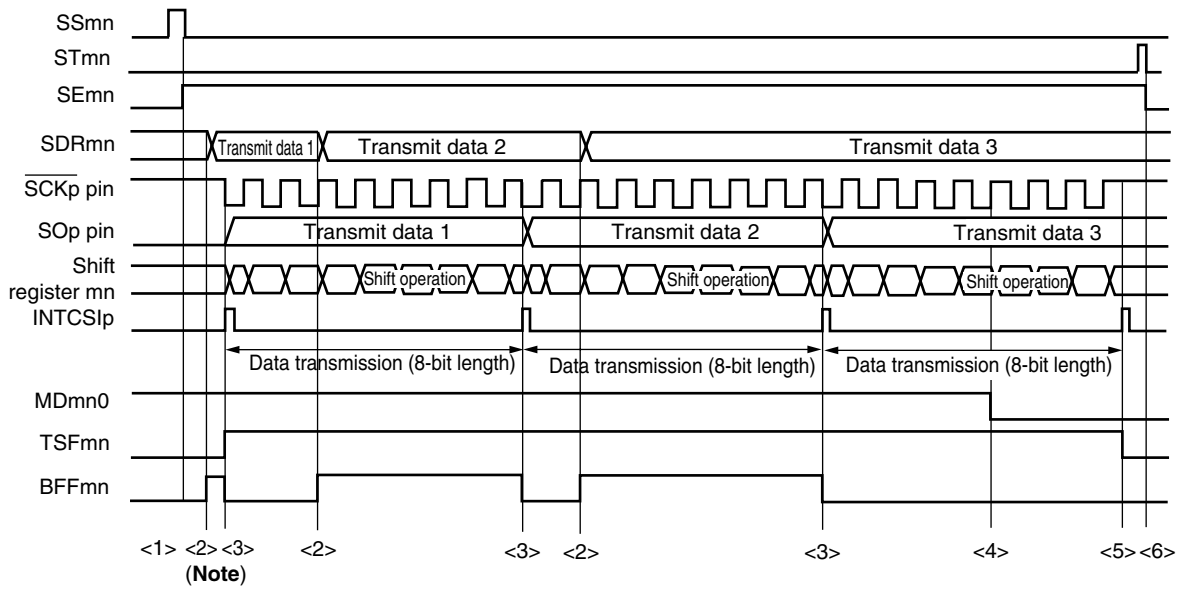 SSmn
STmn
SEmn
SDRmn
Transmit data 1
Transmit data 2
Transmit data 3
SCKp pin
SOp pin
Transmit data 1
Transmit data 2
Transmit data 3
Shift
register mn
Shift operation
Shift operation
Shift operation
INTCSIp
Data transmission (8-bit length)
Data transmission (8-bit length)
Data transmission (8-bit length)
MDmn0
TSFmn
BFFmn
<1> <2> <3> <2> <3> <2> <3> <4> <5> <6>
(Note)